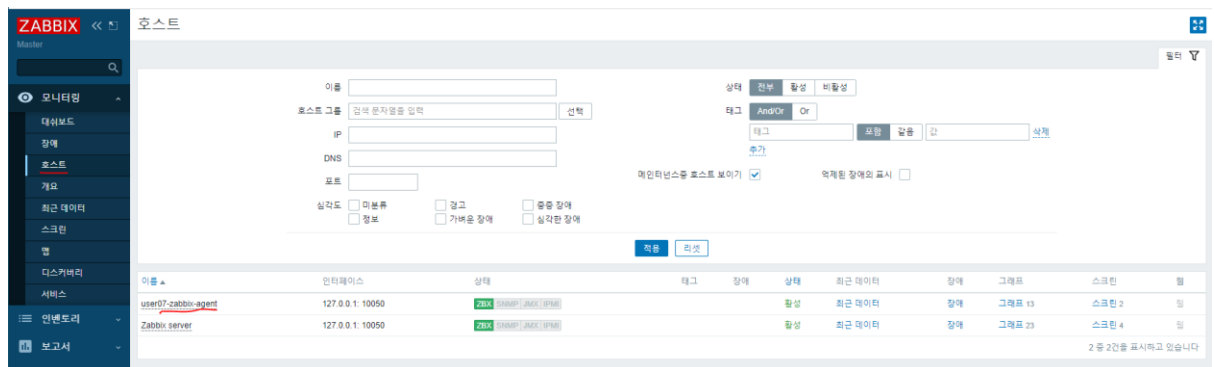 ZABBIX
Master
모니터링
대쉬보드
장애
호스트
개요
최근 데이터
스크린
맵
디스커버리
서비스
인벤토리
보고서
호스트
필터
이름
호스트 그룹 검색 문자열을 입력 선택
IP
DNS
포트
심각도 미분류 경고 중증 장애
정보 가벼운 장애 심각한 장애
상태 전부 활성 비활성
태그 And/Or Or
태그 포함 같음 값 삭제
추가
메인터넌스중 호스트 보이기 억제된 장애의 표시
적용 리셋
이름 인터페이스 상태 태그 장애 상태 최근 데이터 장애 그래프 스크린 웹
user07-zabbix-agent 127.0.0.1: 10050 ZBX SNMP JMX IPMI 활성 최근 데이터 장애 그래프 13 스크린 2 웹
Zabbix server 127.0.0.1: 10050 ZBX SNMP JMX IPMI 활성 최근 데이터 장애 그래프 23 스크린 4 웹
2 중 2건을 표시하고 있습니다